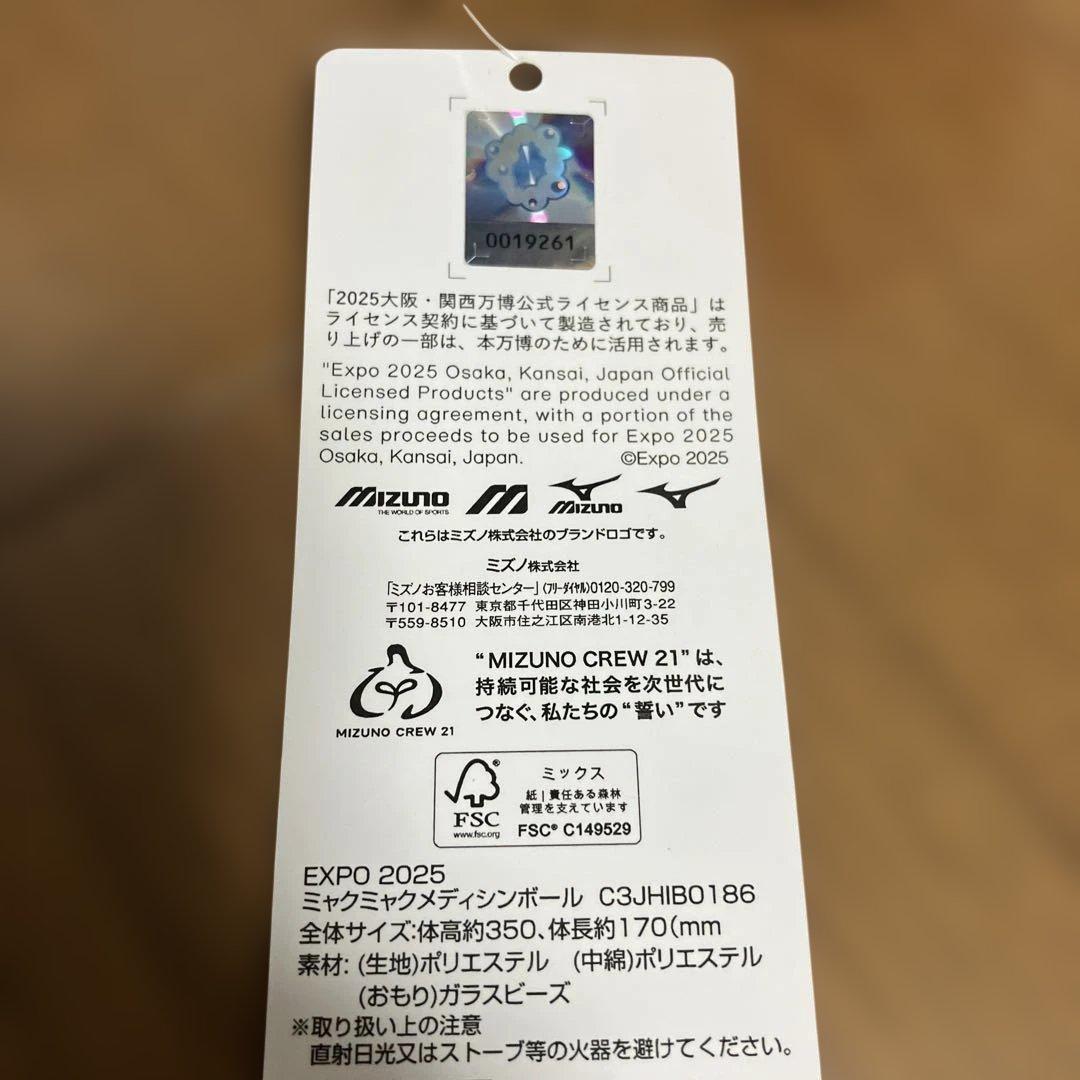 0019261
「2025大阪・関西万博公式ライセンス商品」は
ライセンス契約に基づいて製造されており、売
り上げの一部は、本万博のために活用されます。
"Expo 2025 Osaka, Kansai, Japan Official
Licensed Products" are produced under a
licensing agreement, with a portion of the
sales proceeds to be used for Expo 2025
Osaka, Kansai, Japan. ©Expo 2025
MIZUNO MIZUNO
THE WORLD OF SPORTS
これらはミズノ株式会社のブランドロゴです。
ミズノ株式会社
「ミズノお客様相談センター」(フリーダイヤル)0120-320-799
〒101-8477 東京都千代田区神田小川町3-22
〒559-8510 大阪市住之江区南港北1-12-35
“MIZUNO CREW 21”は、
持続可能な社会を次世代に
つなぐ、私たちの“誓い”です
MIZUNO CREW 21
ミックス
紙|責任ある森林
管理を支えています
FSC® C149529
FSC
www.fsc.org
EXPO 2025
ミャクミャクメディシンボール C3JHIB0186
全体サイズ:体高約350、体長約170(mm
素材: (生地)ポリエステル (中綿)ポリエステル
(おもり)ガラスビーズ
※取り扱い上の注意
直射日光又はストーブ等の火器を避けてください。